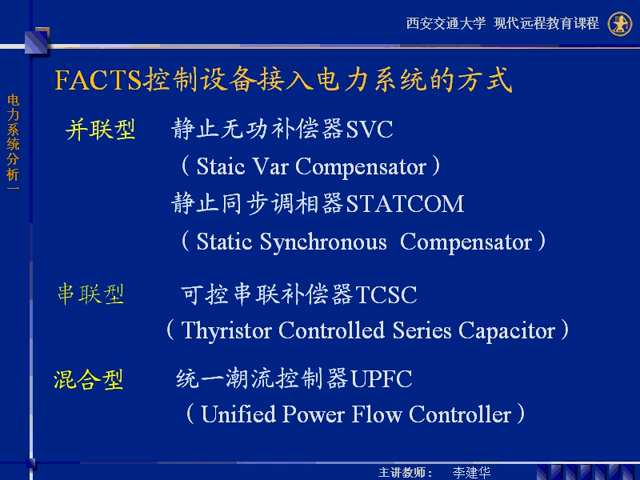 西安交通大学 现代远程教育课程
电力系统分析一
FACTS控制设备接入电力系统的方式
并联型 静止无功补偿器SVC
（Staic Var Compensator）
静止同步调相器STATCOM
（Static Synchronous Compensator）
串联型 可控串联补偿器TCSC
（Thyristor Controlled Series Capacitor）
混合型 统一潮流控制器UPFC
（Unified Power Flow Controller）
主讲教师： 李建华